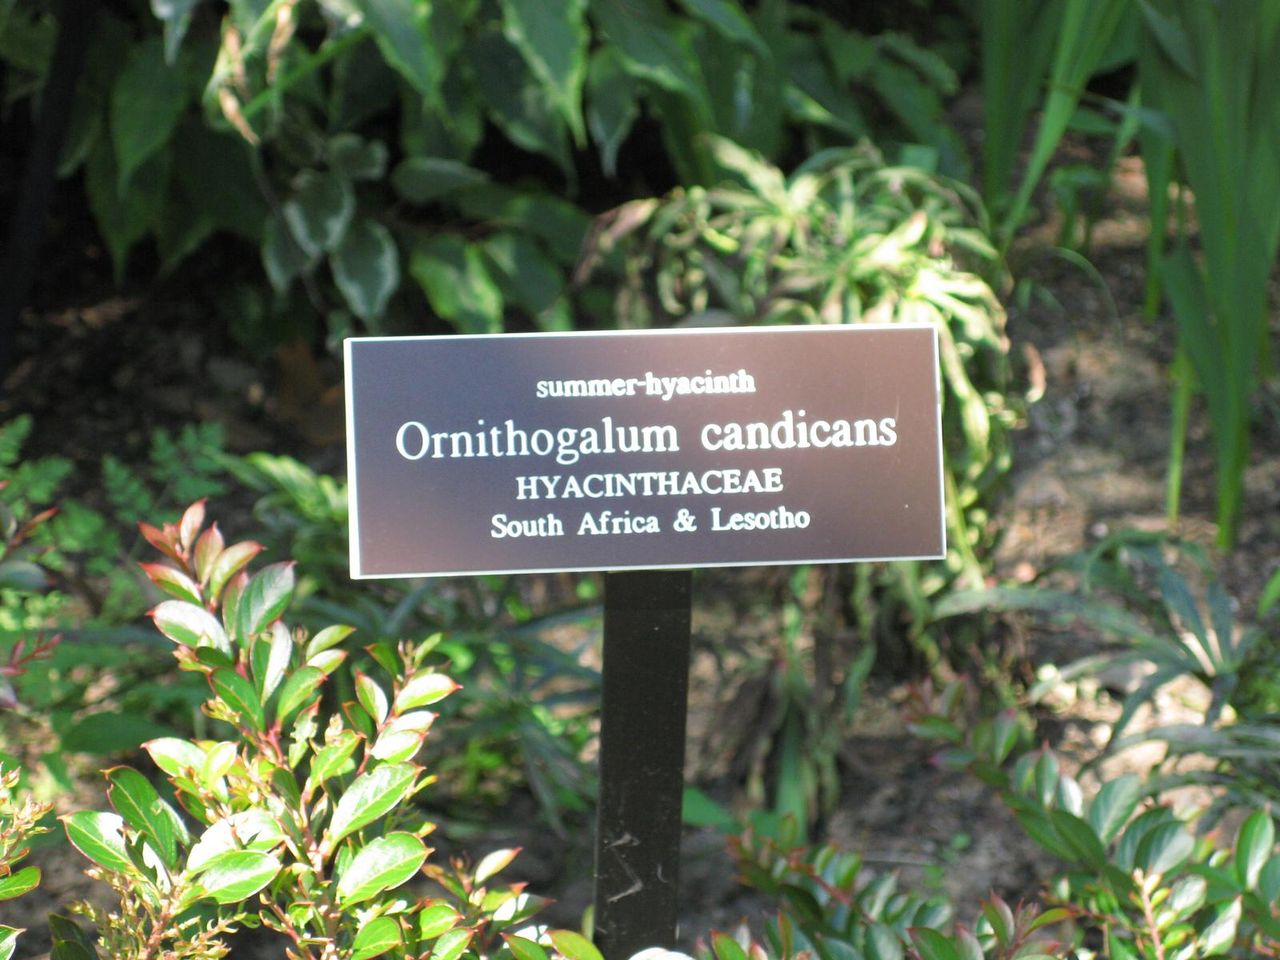 summer-hyacinth
Ornithogalum candicans
HYACINTHACEAE
South Africa & Lesotho